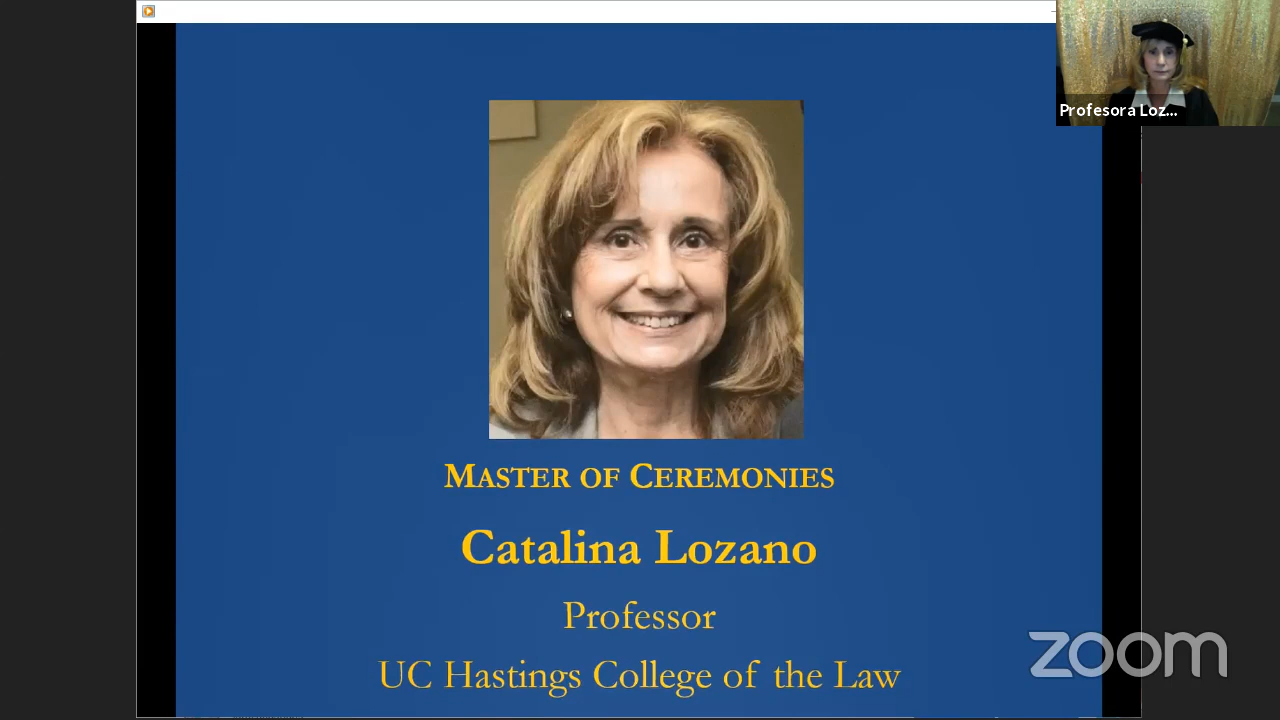 Profesora Loz...
MASTER OF CEREMONIES
Catalina Lozano
Professor
UC Hastings College of the Law
zoom